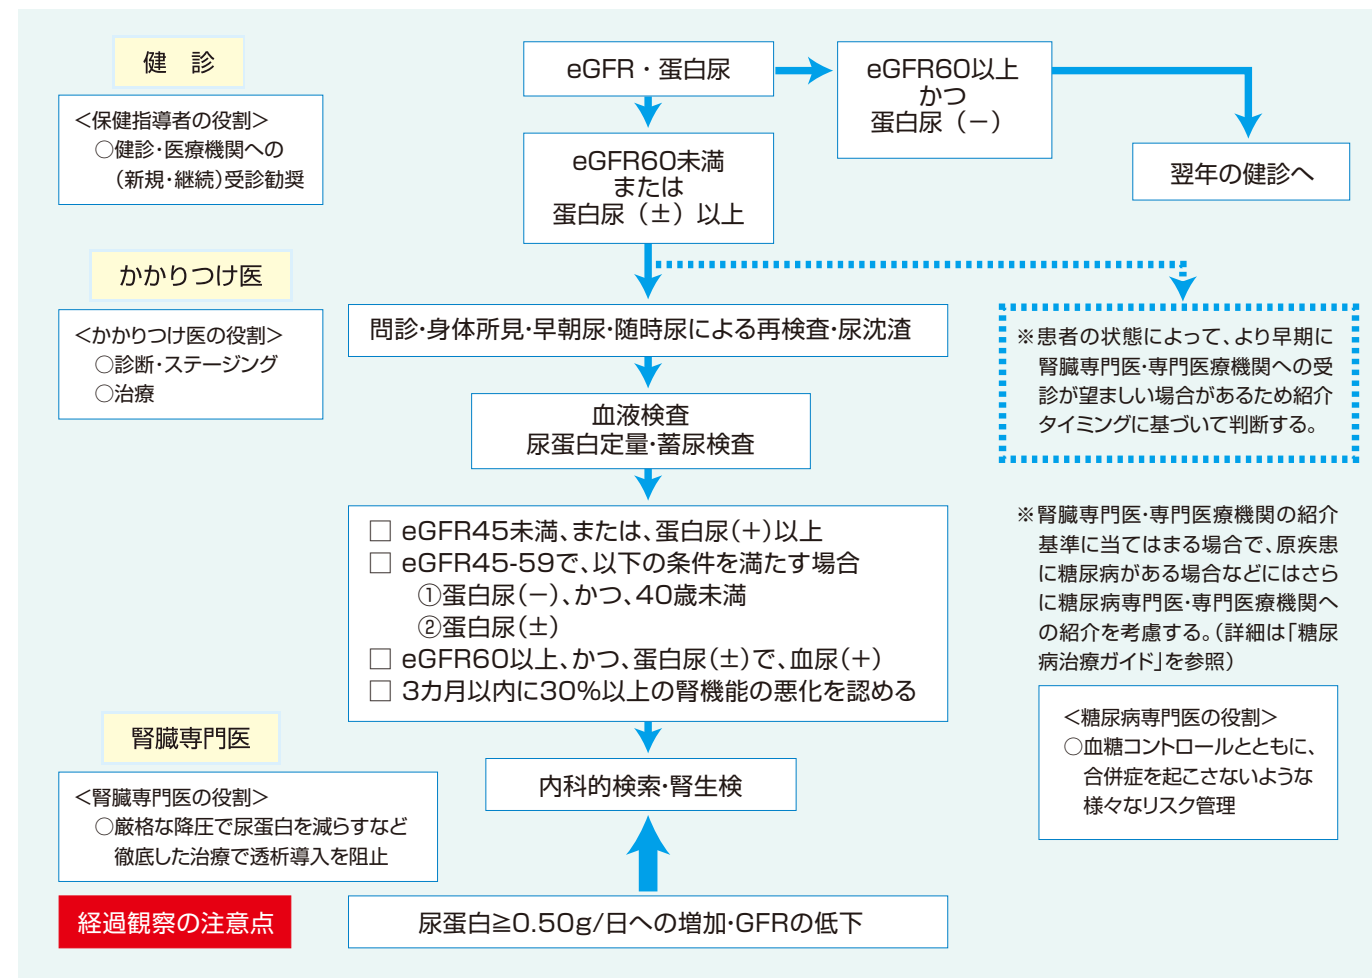 健 診
<保健指導者の役割>
○健診・医療機関への
(新規・継続)受診勧奨
eGFR・蛋白尿
eGFR60以上
かつ
蛋白尿（－）
翌年の健診へ
eGFR60未満
または
蛋白尿（±）以上
かかりつけ医
<かかりつけ医の役割>
○診断・ステージング
○治療
問診・身体所見・早朝尿・随時尿による再検査・尿沈渣
※患者の状態によって、より早期に
腎臓専門医・専門医療機関への受
診が望ましい場合があるため紹介
タイミングに基づいて判断する。
血液検査
尿蛋白定量・蓄尿検査
□ eGFR45未満、または、蛋白尿(＋)以上
□ eGFR45-59で、以下の条件を満たす場合
①蛋白尿(－)、かつ、40歳未満
②蛋白尿(±)
□ eGFR60以上、かつ、蛋白尿(±)で、血尿(＋)
□ 3カ月以内に30%以上の腎機能の悪化を認める
※腎臓専門医・専門医療機関の紹介
基準に当てはまる場合で、原疾患
に糖尿病がある場合などにはさら
に糖尿病専門医・専門医療機関へ
の紹介を考慮する。(詳細は「糖尿
病治療ガイド」を参照)
<糖尿病専門医の役割>
○血糖コントロールとともに、
合併症を起こさないような
様々なリスク管理
腎臓専門医
<腎臓専門医の役割>
○厳格な降圧で尿蛋白を減らすなど
徹底した治療で透析導入を阻止
内科的検索・腎生検
経過観察の注意点
尿蛋白≧0.50g/日への増加・GFRの低下